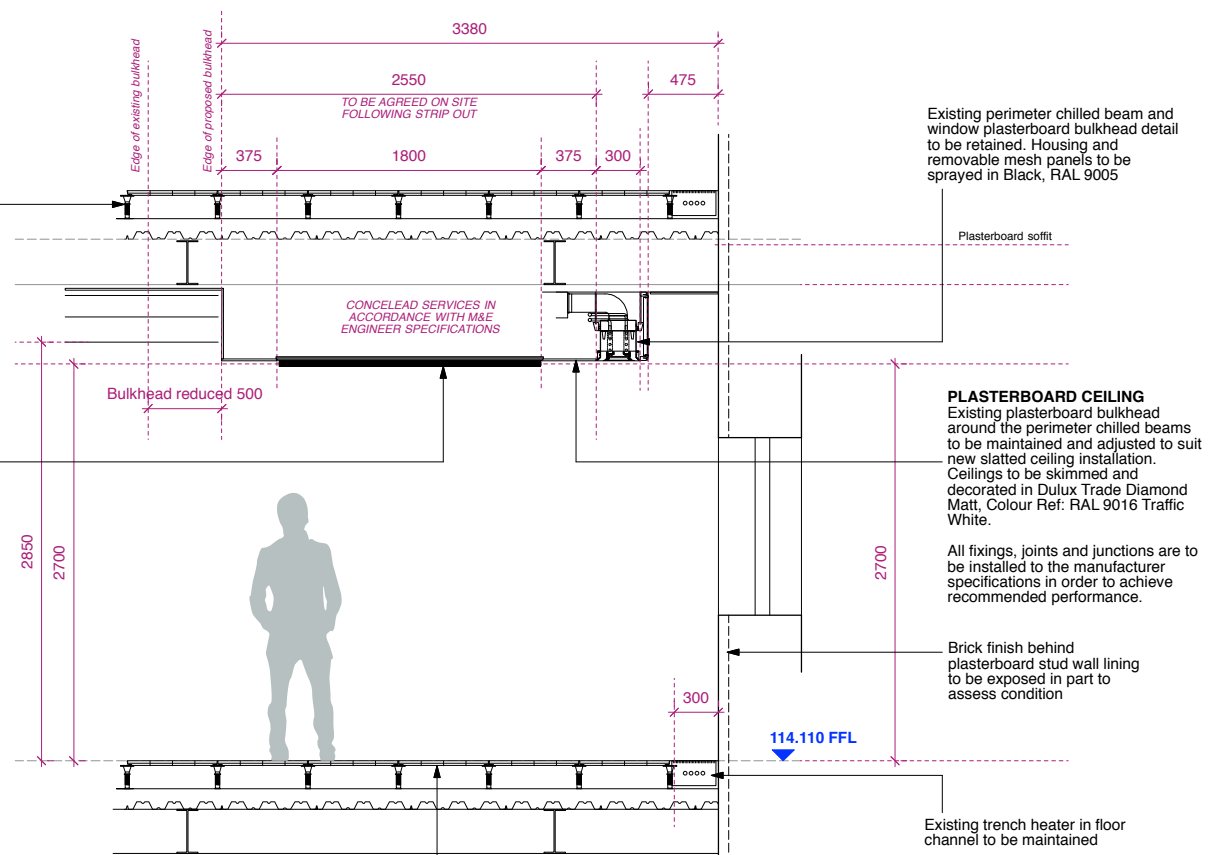 3380
Edge of existing bulkhead
Edge of proposed bulkhead
2550
475
TO BE AGREED ON SITE
FOLLOWING STRIP OUT
375
1800
375
300
Existing perimeter chilled beam and
window plasterboard bulkhead detail
to be retained. Housing and
removable mesh panels to be
sprayed in Black, RAL 9005
Plasterboard soffit
CONCELEAD SERVICES IN
ACCORDANCE WITH M&E
ENGINEER SPECIFICATIONS
Bulkhead reduced 500
PLASTERBOARD CEILING
Existing plasterboard bulkhead
around the perimeter chilled beams
to be maintained and adjusted to suit
new slatted ceiling installation.
Ceilings to be skimmed and
decorated in Dulux Trade Diamond
Matt, Colour Ref: RAL 9016 Traffic
White.
All fixings, joints and junctions are to
be installed to the manufacturer
specifications in order to achieve
recommended performance.
2850
2700
2700
Brick finish behind
plasterboard stud wall lining
to be exposed in part to
assess condition
300
114.110 FFL
Existing trench heater in floor
channel to be maintained